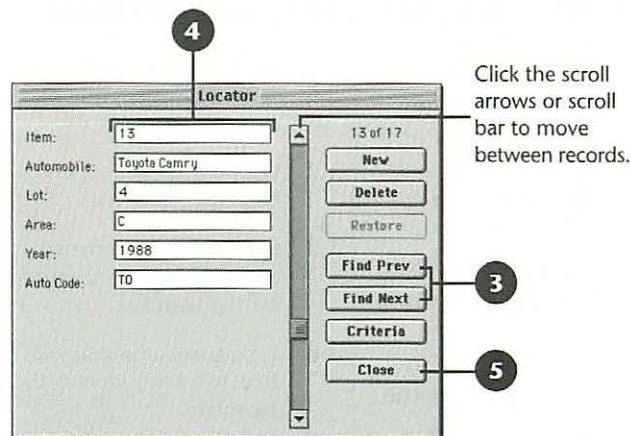 4
Click the scroll
arrows or scroll
bar to move
between records.
Locator
Item: 13
13 of 17
Automobile: Toyota Camry
New
Lot: 4
Delete
Area: C
Restore
Year: 1988
Auto Code: TO
Find Prev
3
Find Next
Criteria
Close
5